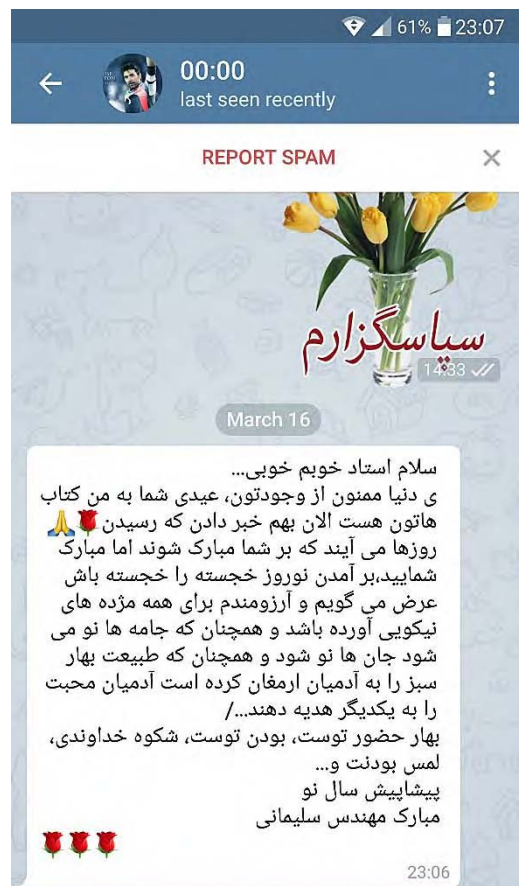 61% 23:07
00:00
last seen recently
REPORT SPAM
سپاسگزارم
14:33
March 16
سلام استاد خوبم خوبی...
ی دنیا ممنون از وجودتون، عیدی شما به من کتاب
هاتون هست الان بهم خبر دادن که رسیدن🌹🙏
روزها می آیند که بر شما مبارک شوند اما مبارک
شمایید،بر آمدن نوروز خجسته را خجسته باش
عرض می گویم و آرزومندم برای همه مژده های
نیکویی آورده باشد و همچنان که جامه ها نو می
شود جان ها نو شود و همچنان که طبیعت بهار
سبز را به آدمیان ارمغان کرده است آدمیان محبت
را به یکدیگر هدیه دهند.../
بهار حضور توست، بودن توست، شکوه خداوندی،
لمس بودنت و...
پیشاپیش سال نو
مبارک مهندس سلیمانی
🌹🌹🌹
23:06